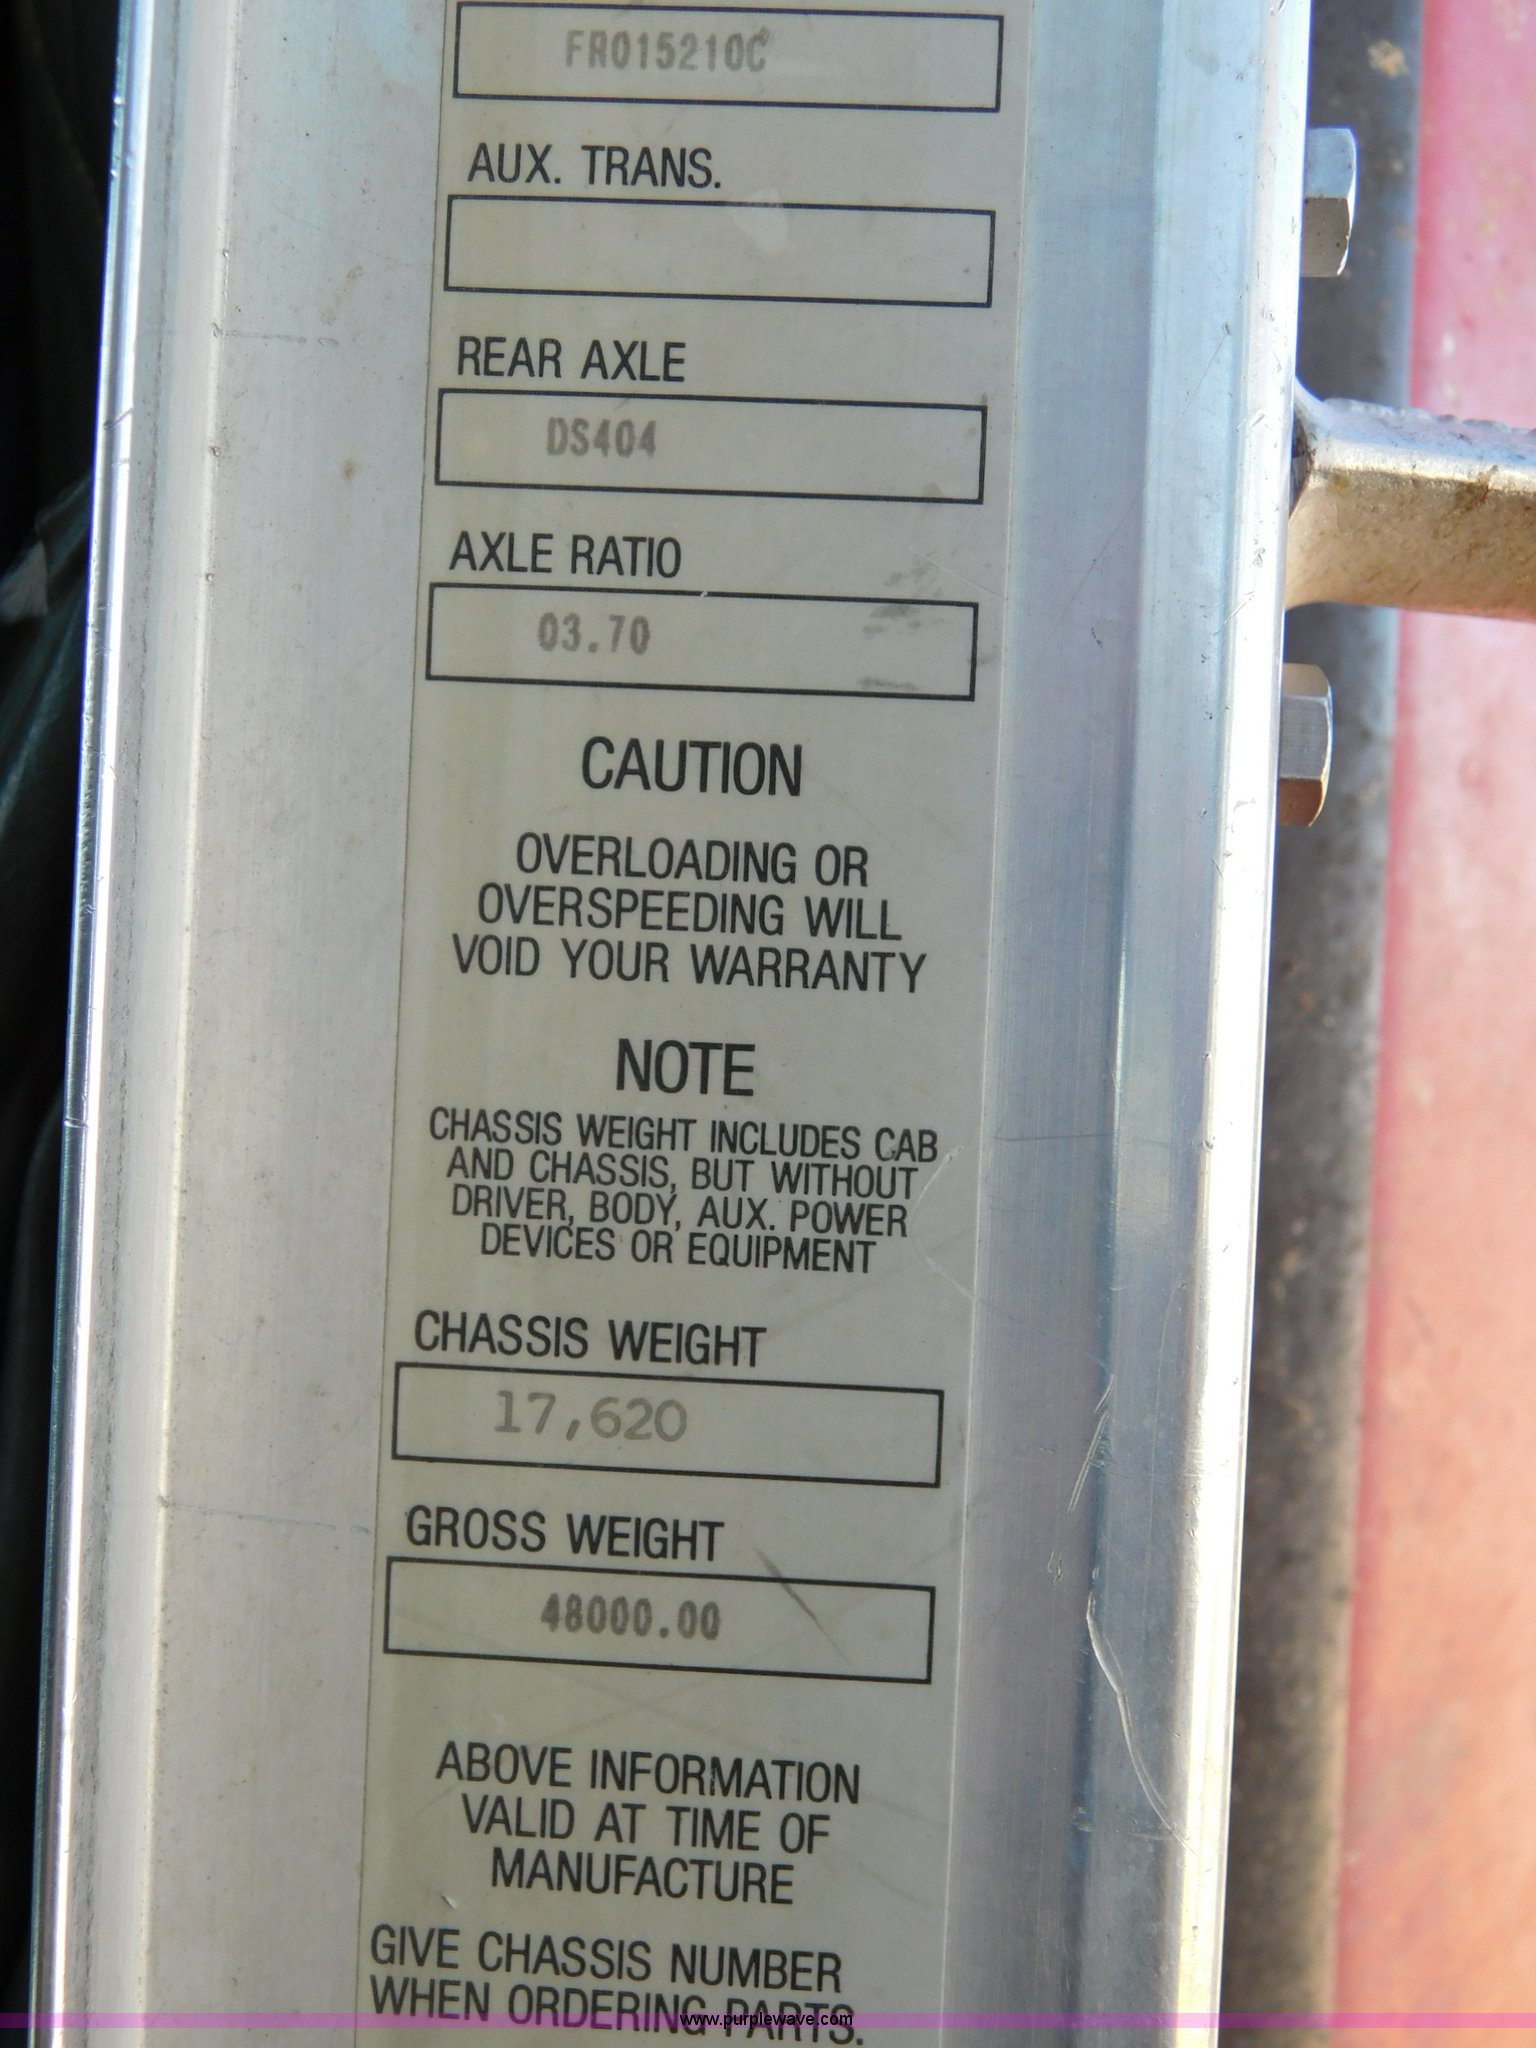 FRO15210C
AUX. TRANS.
REAR AXLE
DS404
AXLE RATIO
03.70
CAUTION
OVERLOADING OR
OVERSPEEDING WILL
VOID YOUR WARRANTY
NOTE
CHASSIS WEIGHT INCLUDES CAB
AND CHASSIS, BUT WITHOUT
DRIVER, BODY, AUX. POWER
DEVICES OR EQUIPMENT
CHASSIS WEIGHT
17,620
GROSS WEIGHT
48000.00
ABOVE INFORMATION
VALID AT TIME OF
MANUFACTURE
GIVE CHASSIS NUMBER
WHEN ORDERING PARTS.
www.purplewave.com